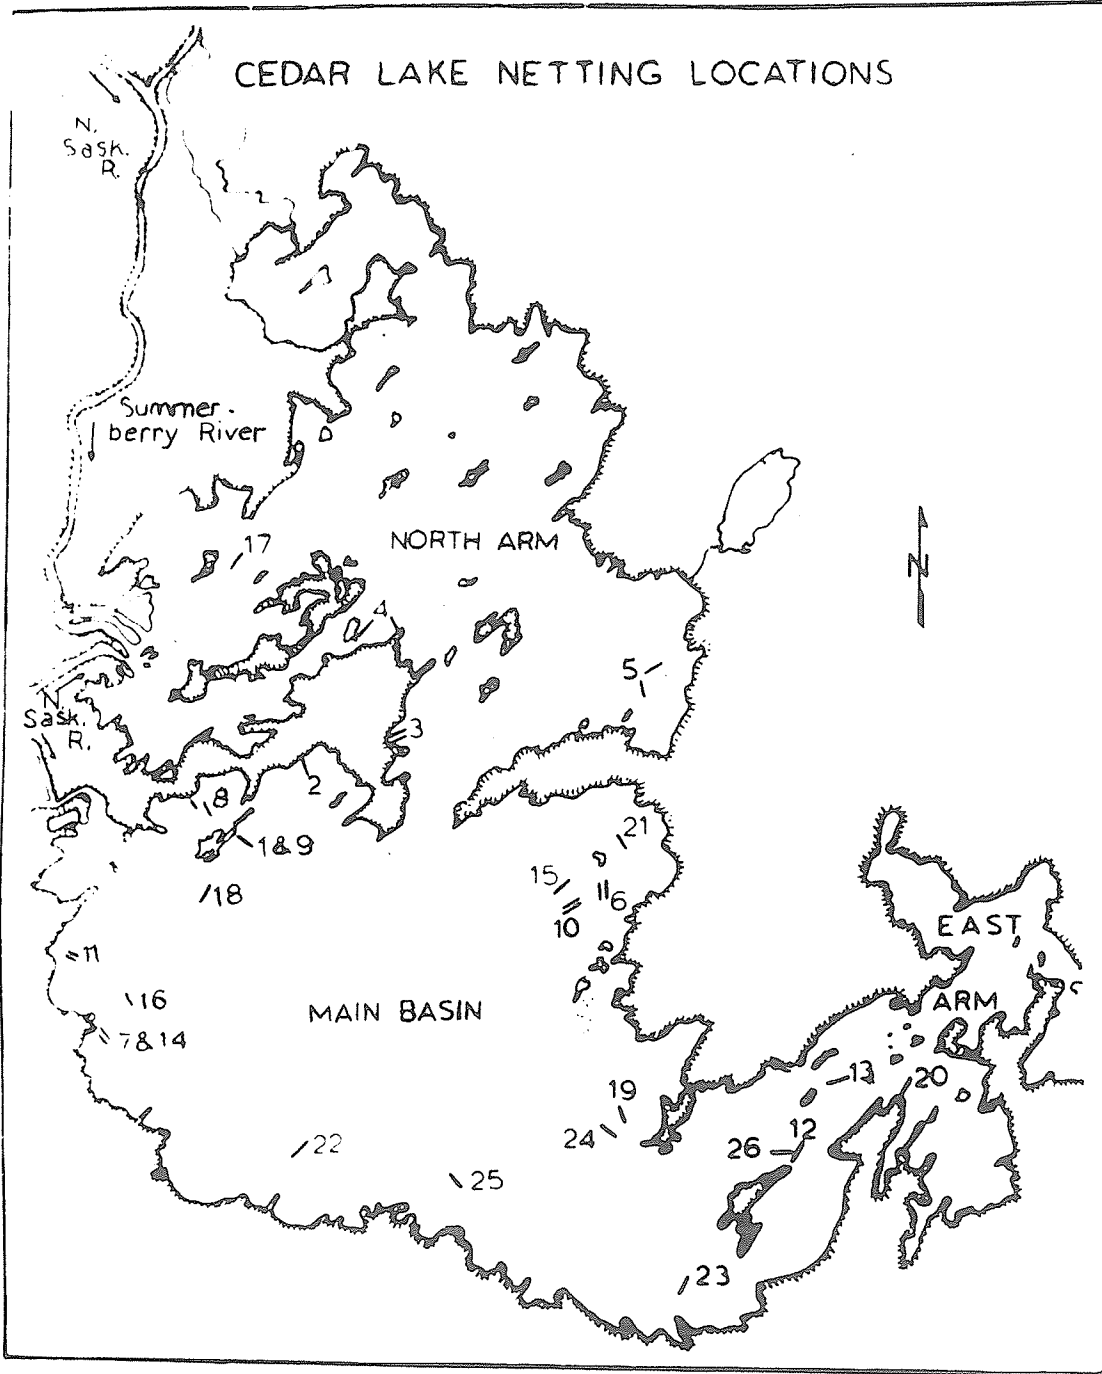 CEDAR LAKE NETTING LOCATIONS
N.
Sask.
R.
Summer-
berry River
17
NORTH ARM
N
4
5
N.
Sask.
R.
3
2
8
21
1&9
15
6
18
10
EAST
11
16
MAIN BASIN
ARM
7&14
13
20
19
24
12
26
22
25
23